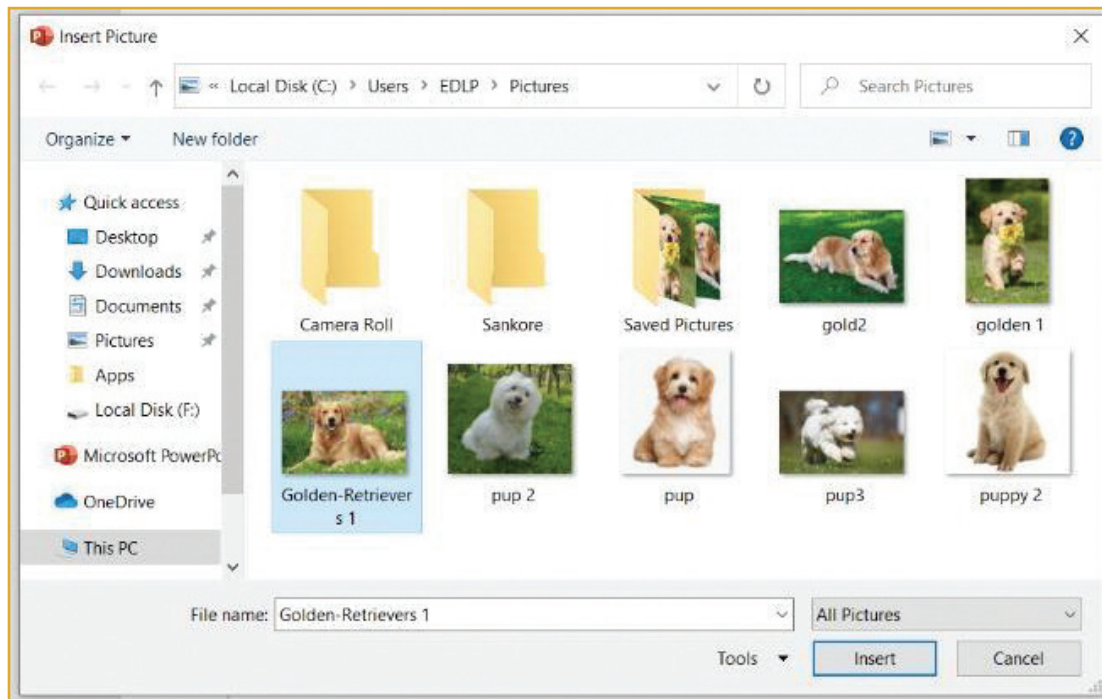 Insert Picture
« Local Disk (C:) > Users > EDLP > Pictures
Search Pictures
Organize
New folder
Quick access
Desktop
Downloads
Documents
Pictures
Apps
Local Disk (F:)
Microsoft PowerPo
OneDrive
This PC
Camera Roll
Sankore
Saved Pictures
gold2
golden 1
Golden-Retriever
s 1
pup 2
pup
pup3
puppy 2
File name: Golden-Retrievers 1
All Pictures
Tools
Insert
Cancel